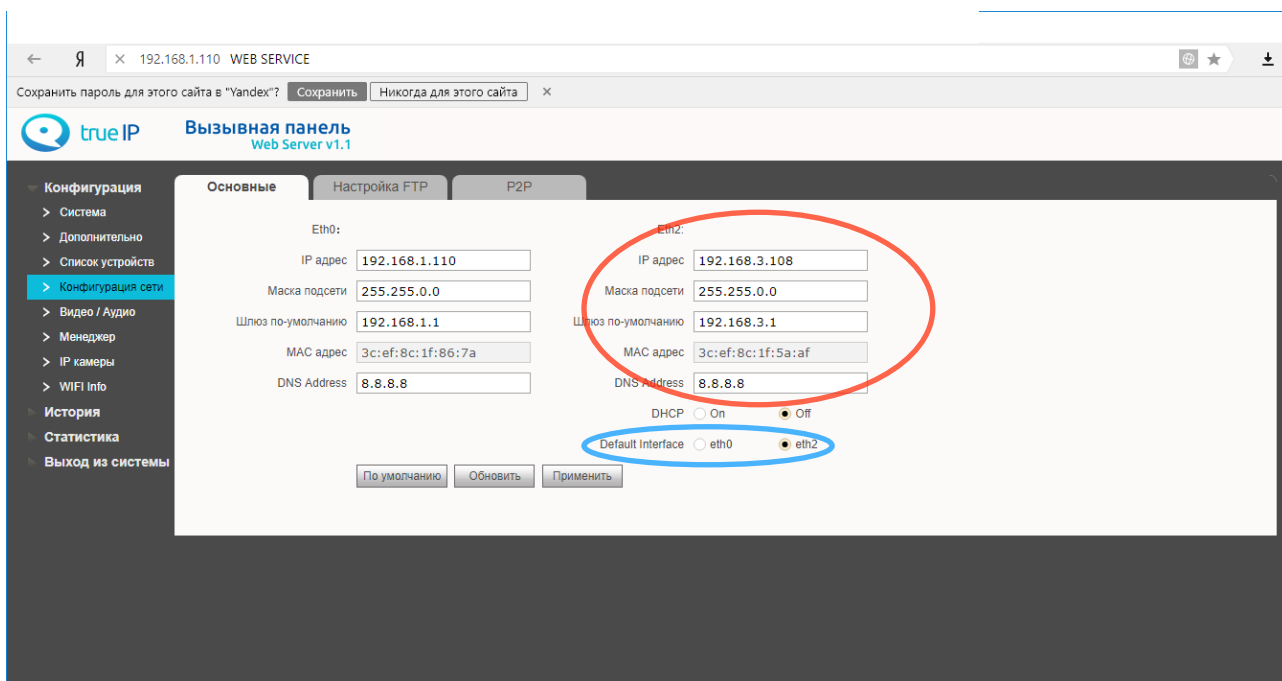 Я 192.168.1.110 WEB SERVICE
Сохранить пароль для этого сайта в "Yandex"? Сохранить Никогда для этого сайта
true IP
Вызывная панель
Web Server v1.1
Конфигурация
Система
Дополнительно
Список устройств
Конфигурация сети
Видео / Аудио
Менеджер
IP камеры
WIFI Info
История
Статистика
Выход из системы
Основные Настройка FTP P2P
Eth0:
IP адрес 192.168.1.110
Маска подсети 255.255.0.0
Шлюз по-умолчанию 192.168.1.1
MAC адрес 3c:ef:8c:1f:86:7a
DNS Address 8.8.8.8
Eth2:
IP адрес 192.168.3.108
Маска подсети 255.255.0.0
Шлюз по-умолчанию 192.168.3.1
MAC адрес 3c:ef:8c:1f:5a:af
DNS Address 8.8.8.8
DHCP On Off
Default Interface eth0 eth2
По умолчанию Обновить Применить